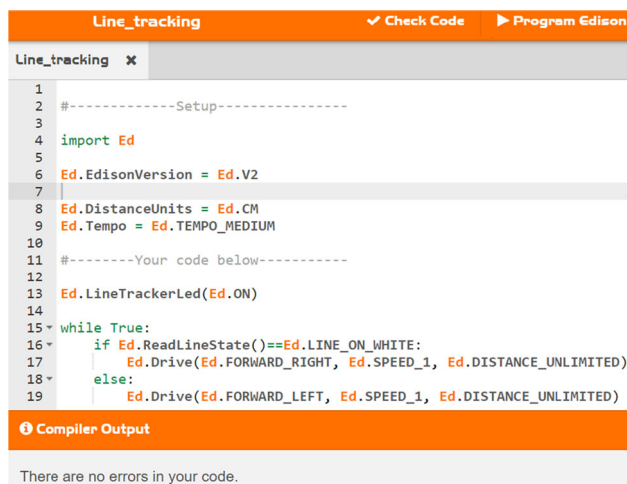 Line_tracking ✔ Check Code ▶ Program Edison
Line_tracking ✖
1
2 #-------------Setup----------------
3
4 import Ed
5
6 Ed.EdisonVersion = Ed.V2
7
8 Ed.DistanceUnits = Ed.CM
9 Ed.Tempo = Ed.TEMPO_MEDIUM
10
11 #--------Your code below-----------
12
13 Ed.LineTrackerLed(Ed.ON)
14
15 while True:
16     if Ed.ReadLineState()==Ed.LINE_ON_WHITE:
17         Ed.Drive(Ed.FORWARD_RIGHT, Ed.SPEED_1, Ed.DISTANCE_UNLIMITED)
18     else:
19         Ed.Drive(Ed.FORWARD_LEFT, Ed.SPEED_1, Ed.DISTANCE_UNLIMITED)
Compiler Output
There are no errors in your code.